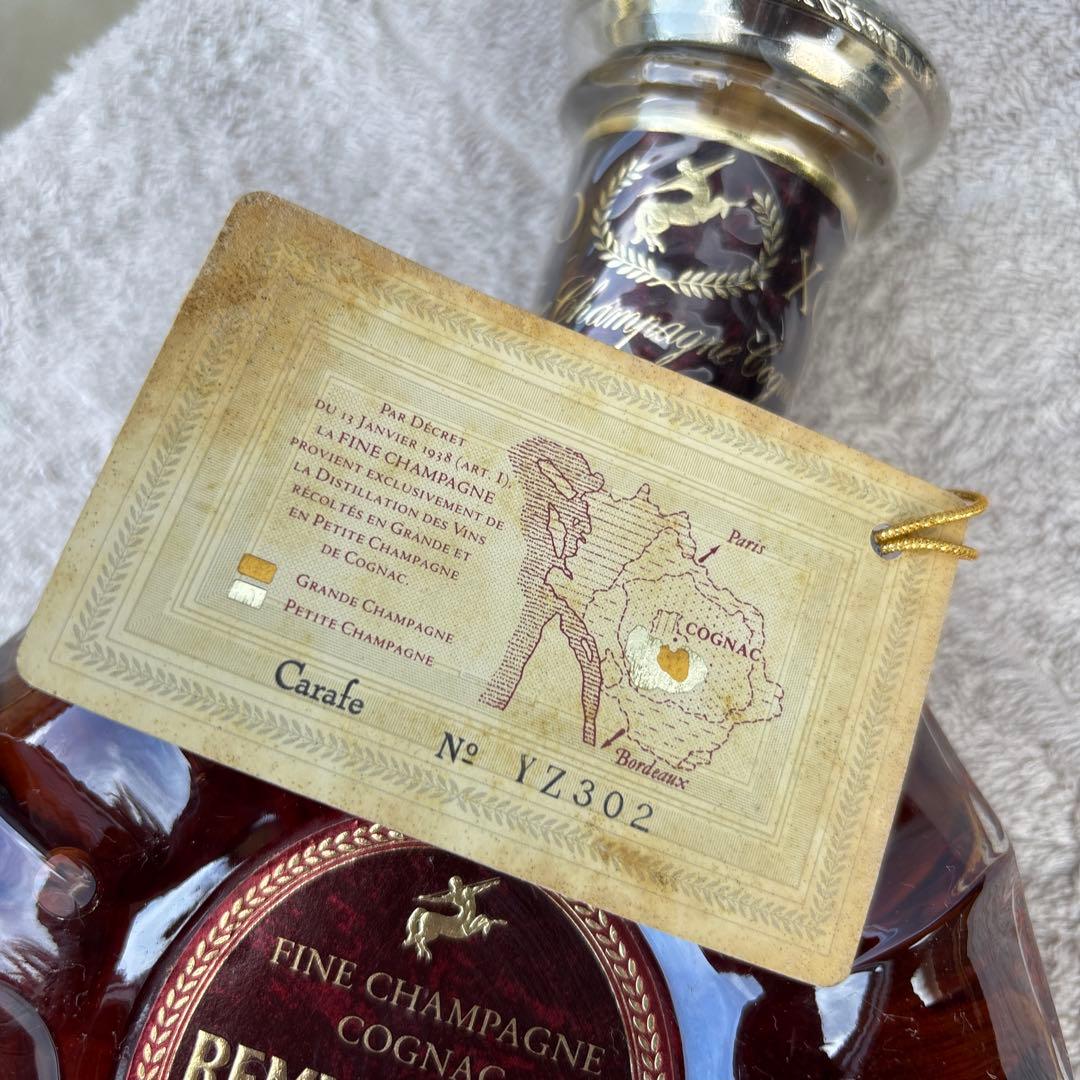 Champagne
PAR DÉCRET
DU 13 JANVIER 1938 (ART. I)
LA FINE CHAMPAGNE
PROVIENT EXCLUSIVEMENT DE
LA DISTILLATION DES VINS
RÉCOLTÉS EN GRANDE ET
EN PETITE CHAMPAGNE
DE COGNAC.
GRANDE CHAMPAGNE
PETITE CHAMPAGNE
Paris
COGNAC
Bordeaux
Carafe
Nº YZ302
FINE CHAMPAGNE
COGNAC